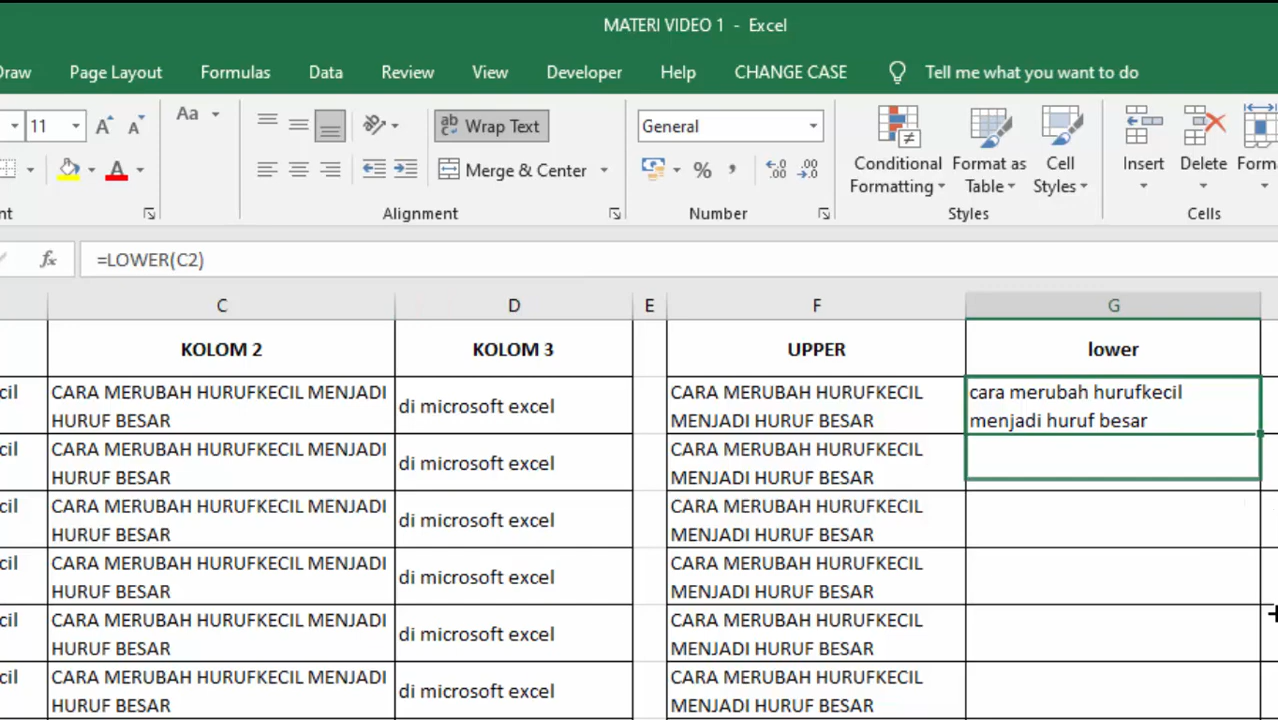 MATERI VIDEO 1 - Excel
Draw Page Layout Formulas Data Review View Developer Help CHANGE CASE Tell me what you want to do
11 A A Aa ab c Wrap Text General
Merge & Center % , Conditional Formatting Format as Table Cell Styles Insert Delete Form
nt Alignment Number Styles Cells
fx =LOWER(C2)
C D E F G
KOLOM 2 KOLOM 3 UPPER lower
cil CARA MERUBAH HURUFKECIL MENJADI di microsoft excel CARA MERUBAH HURUFKECIL cara merubah hurufkecil
HURUF BESAR MENJADI HURUF BESAR menjadi huruf besar
cil CARA MERUBAH HURUFKECIL MENJADI di microsoft excel CARA MERUBAH HURUFKECIL
HURUF BESAR MENJADI HURUF BESAR
cil CARA MERUBAH HURUFKECIL MENJADI di microsoft excel CARA MERUBAH HURUFKECIL
HURUF BESAR MENJADI HURUF BESAR
cil CARA MERUBAH HURUFKECIL MENJADI di microsoft excel CARA MERUBAH HURUFKECIL
HURUF BESAR MENJADI HURUF BESAR
cil CARA MERUBAH HURUFKECIL MENJADI di microsoft excel CARA MERUBAH HURUFKECIL
HURUF BESAR MENJADI HURUF BESAR
cil CARA MERUBAH HURUFKECIL MENJADI di microsoft excel CARA MERUBAH HURUFKECIL
HURUF BESAR MENJADI HURUF BESAR